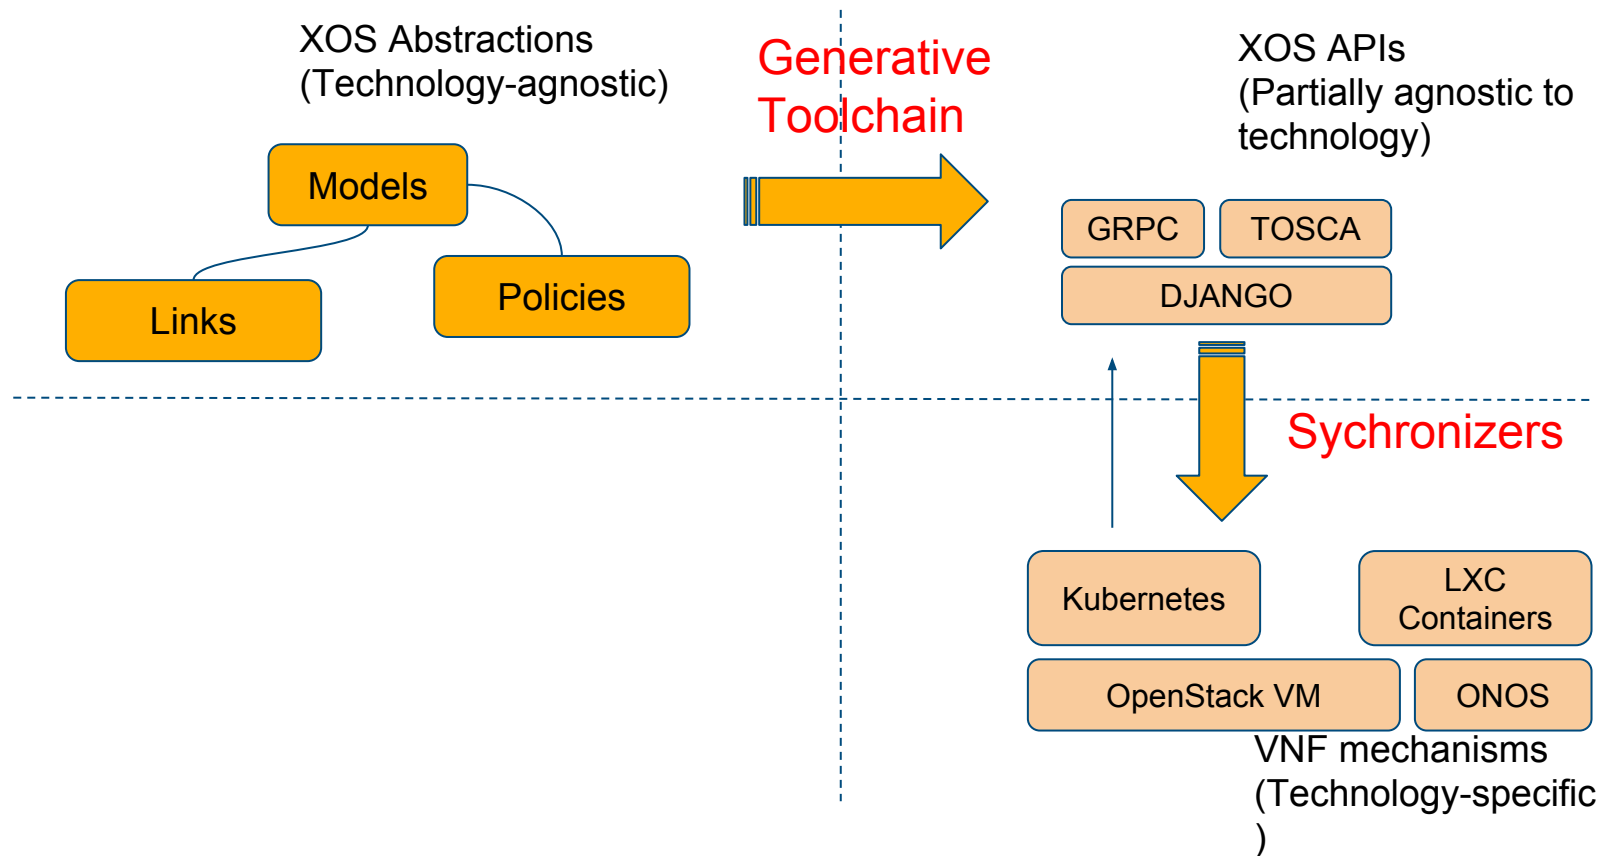 XOS Abstractions
(Technology-agnostic)
Generative
Toolchain
XOS APIs
(Partially agnostic to
technology)
Models
Links
Policies
GRPC
TOSCA
DJANGO
Sychronizers
Kubernetes
LXC
Containers
OpenStack VM
ONOS
VNF mechanisms
(Technology-specific
)